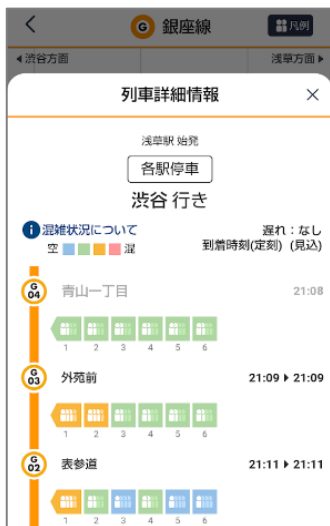 G 銀座線 凡例
◀渋谷方面 浅草方面▶
列車詳細情報 ×
浅草駅 始発
各駅停車
渋谷 行き
i 混雑状況について 遅れ：なし
空 混 到着時刻(定刻) (見込)
G 04 青山一丁目 21:08
1 2 3 4 5 6
G 03 外苑前 21:09 ▶ 21:09
1 2 3 4 5 6
G 02 表参道 21:11 ▶ 21:11
1 2 3 4 5 6